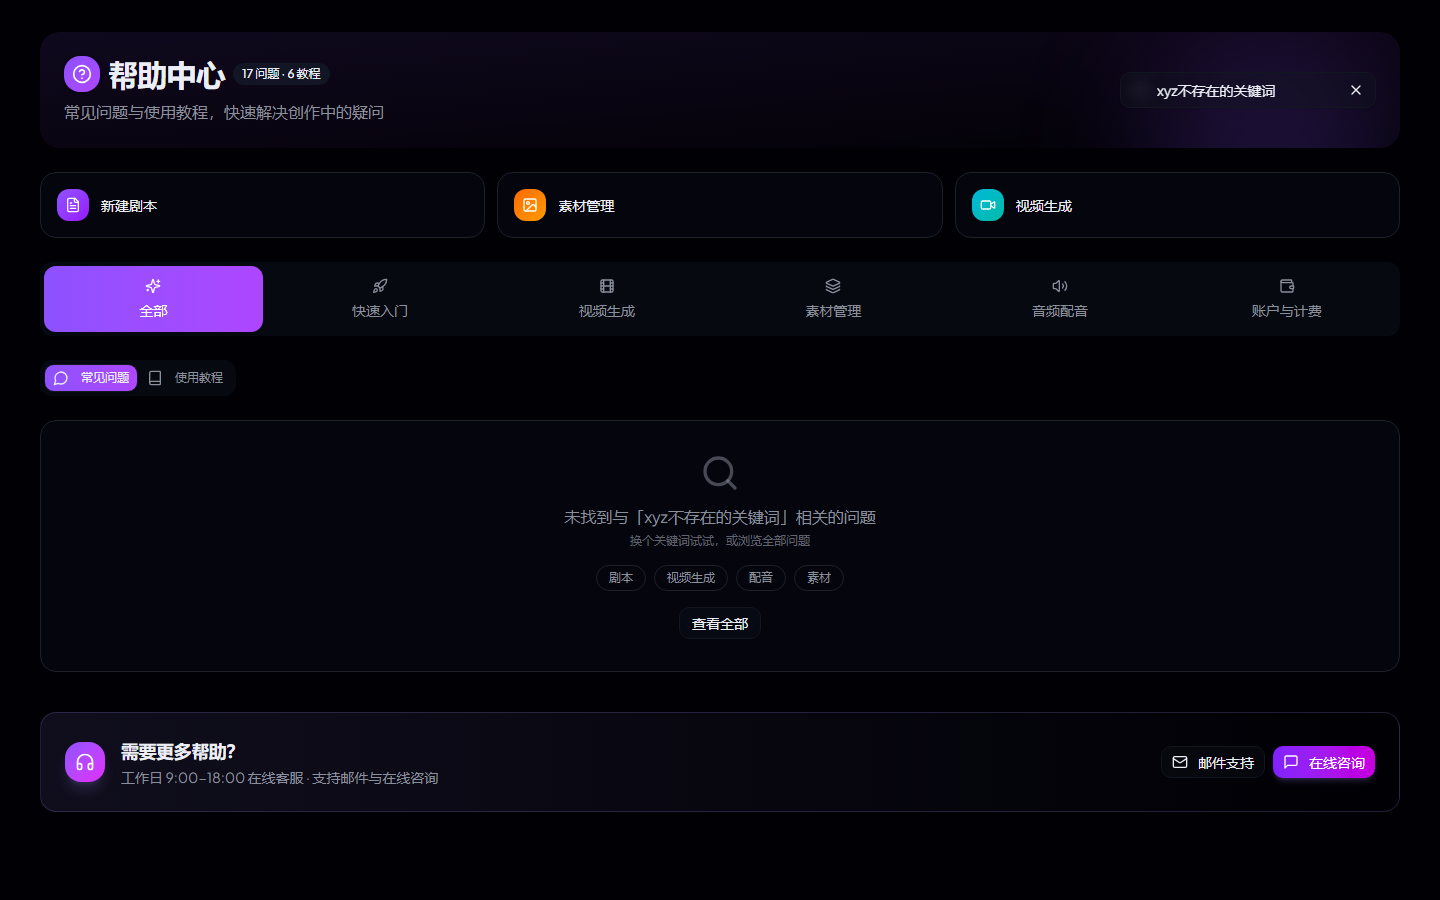 帮助中心
17 问题 · 6 教程
常见问题与使用教程，快速解决创作中的疑问
xyz不存在的关键词
新建剧本
素材管理
视频生成
全部
快速入门
视频生成
素材管理
音频配音
账户与计费
常见问题
使用教程
未找到与「xyz不存在的关键词」相关的问题
换个关键词试试，或浏览全部问题
剧本
视频生成
配音
素材
查看全部
需要更多帮助？
工作日 9:00-18:00 在线客服 · 支持邮件与在线咨询
邮件支持
在线咨询